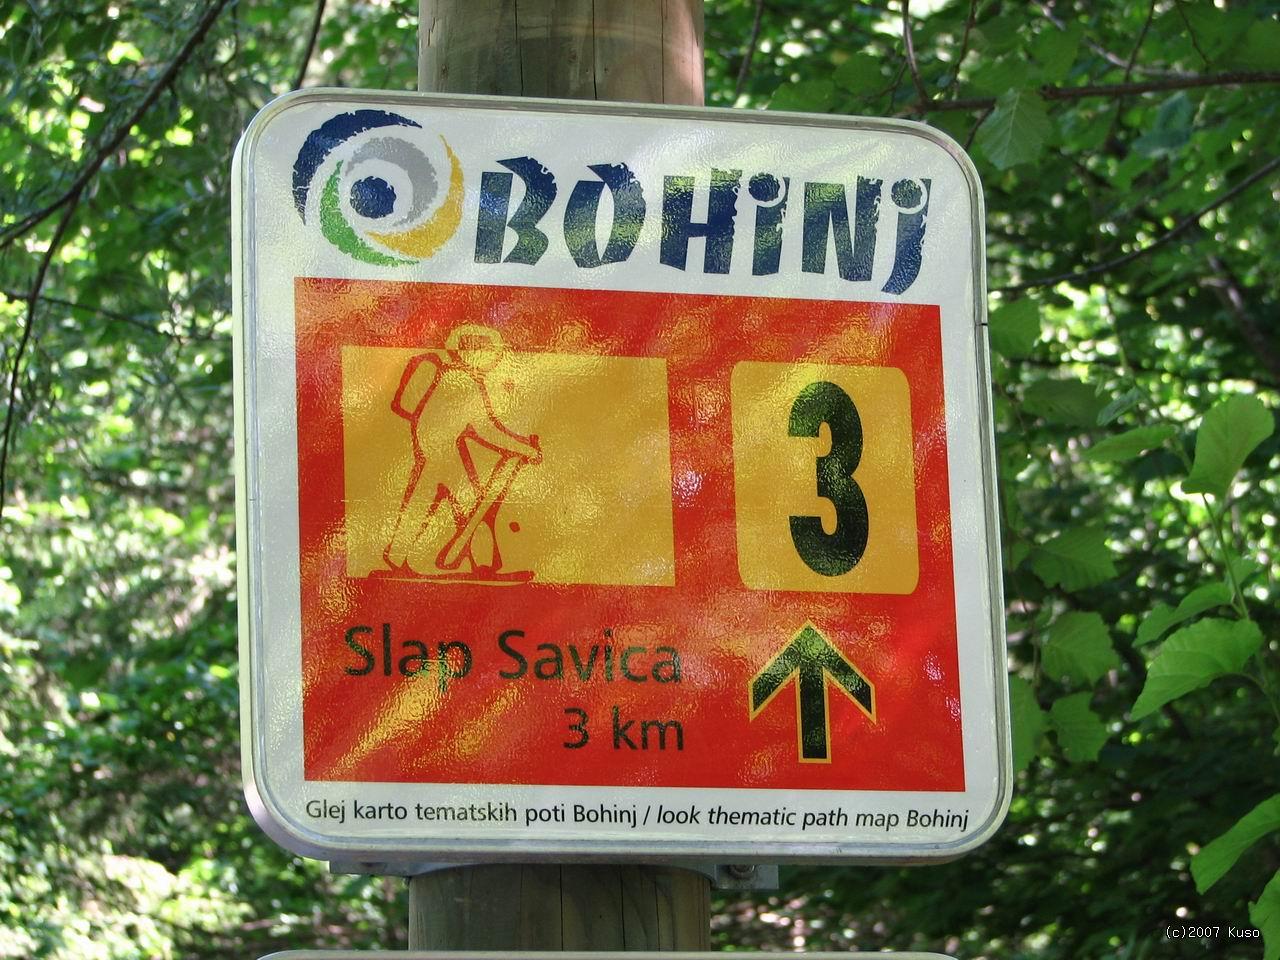 BOHINJ
3
Slap Savica
3 km
Glej karto tematskih poti Bohinj / look thematic path map Bohinj
(c)2007 Kuso